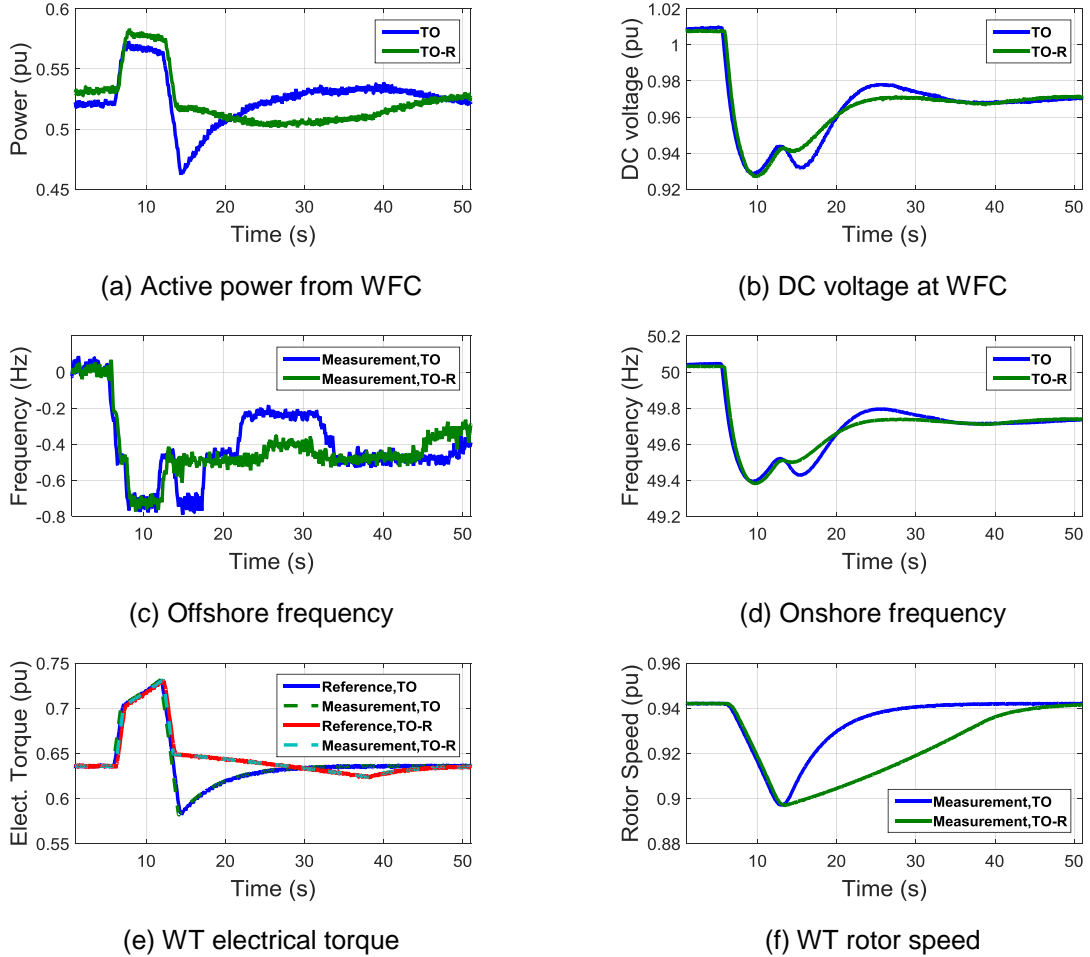 0.6
0.55
0.5
0.45
Power (pu)
TO
TO-R
10 20 30 40 50
Time (s)
(a) Active power from WFC
1.02
1
0.98
0.96
0.94
0.92
DC voltage (pu)
TO
TO-R
10 20 30 40 50
Time (s)
(b) DC voltage at WFC
0
-0.2
-0.4
-0.6
-0.8
Frequency (Hz)
Measurement,TO
Measurement,TO-R
10 20 30 40 50
Time (s)
(c) Offshore frequency
50.2
50
49.8
49.6
49.4
49.2
Frequency (Hz)
TO
TO-R
10 20 30 40 50
Time (s)
(d) Onshore frequency
0.75
0.7
0.65
0.6
0.55
Elect. Torque (pu)
Reference,TO
Measurement,TO
Reference,TO-R
Measurement,TO-R
10 20 30 40 50
Time (s)
(e) WT electrical torque
0.96
0.94
0.92
0.9
0.88
Rotor Speed (pu)
Measurement,TO
Measurement,TO-R
10 20 30 40 50
Time (s)
(f) WT rotor speed